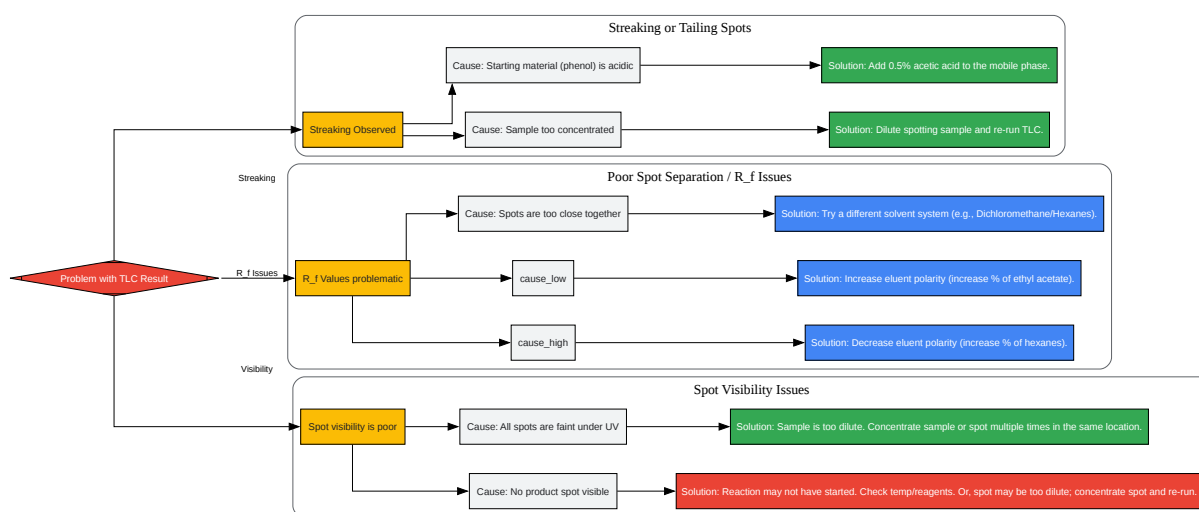 Streaking or Tailing Spots
Cause: Starting material (phenol) is acidic
Solution: Add 0.5% acetic acid to the mobile phase.
Streaking Observed
Cause: Sample too concentrated
Solution: Dilute spotting sample and re-run TLC.
Streaking
Poor Spot Separation / R_f Issues
Cause: Spots are too close together
Solution: Try a different solvent system (e.g., Dichloromethane/Hexanes).
Problem with TLC Result
R_f Issues
R_f Values problematic
cause_low
Solution: Increase eluent polarity (increase % of ethyl acetate).
cause_high
Solution: Decrease eluent polarity (increase % of hexanes).
Visibility
Spot Visibility Issues
Spot visibility is poor
Cause: All spots are faint under UV
Solution: Sample is too dilute. Concentrate sample or spot multiple times in the same location.
Cause: No product spot visible
Solution: Reaction may not have started. Check temp/reagents. Or, spot may be too dilute; concentrate spot and re-run.